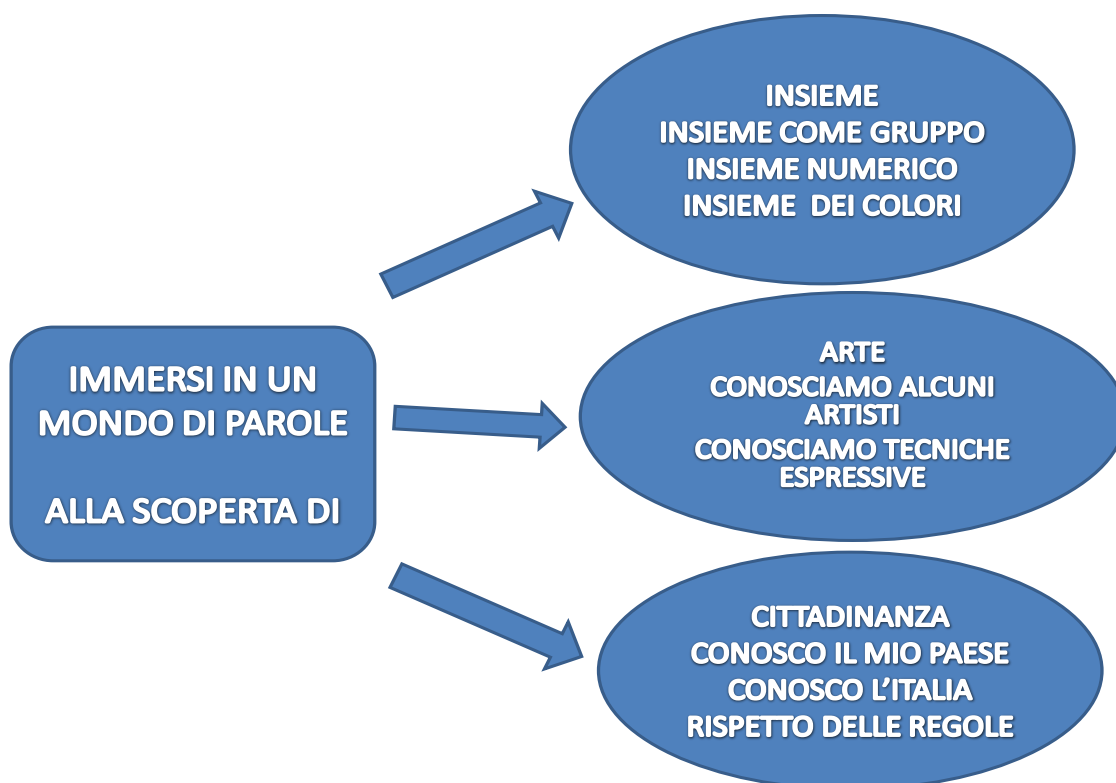 IMMERSI IN UN
MONDO DI PAROLE
ALLA SCOPERTA DI
INSIEME
INSIEME COME GRUPPO
INSIEME NUMERICO
INSIEME DEI COLORI
ARTE
CONOSCIAMO ALCUNI
ARTISTI
CONOSCIAMO TECNICHE
ESPRESSIVE
CITTADINANZA
CONOSCO IL MIO PAESE
CONOSCO L’ITALIA
RISPETTO DELLE REGOLE